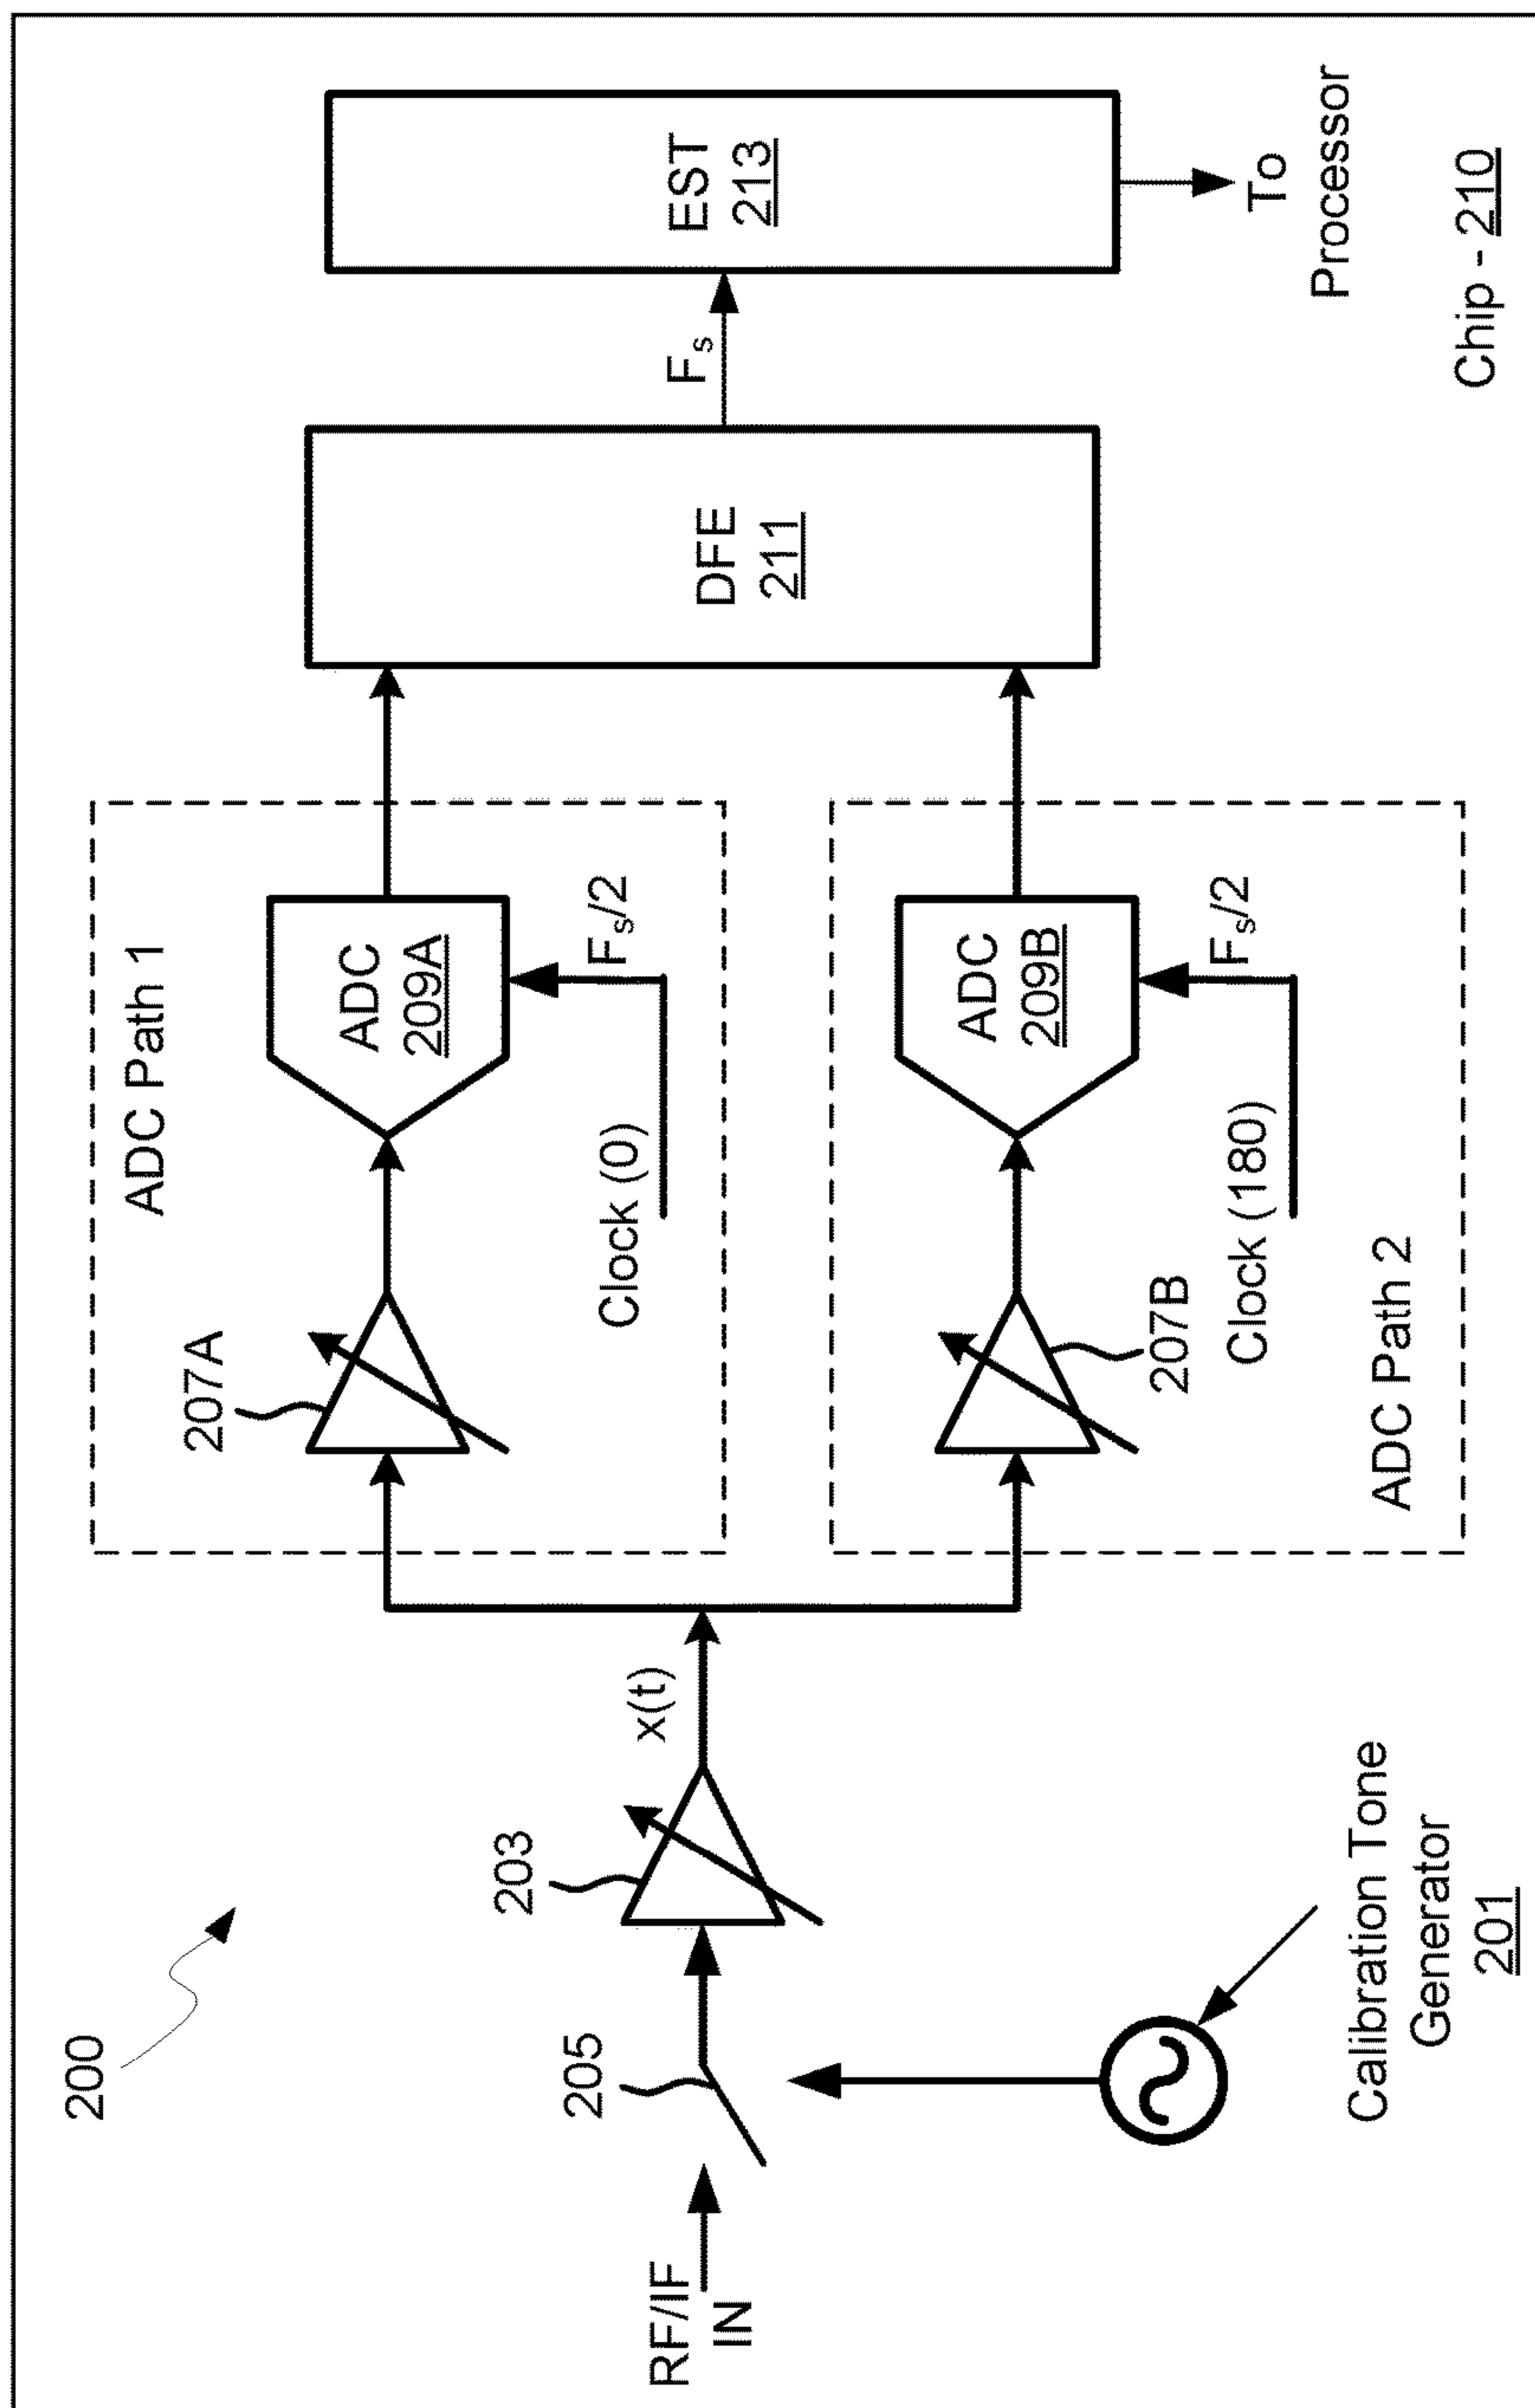 200
RF/IF
IN
205
Calibration Tone
Generator
201
203
x(t)
ADC Path 1
207A
ADC
209A
Clock (0)
Fₛ/2
207B
ADC
209B
Clock (180)
Fₛ/2
ADC Path 2
DFE
211
Fₛ
EST
213
To
Processor
Chip - 210